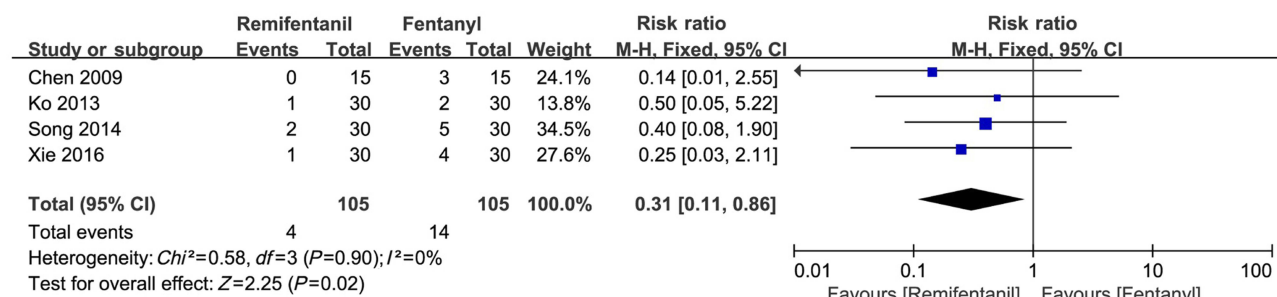 Remifentanil Fentanyl Risk ratio Risk ratio
Study or subgroup Events Total Events Total Weight M-H, Fixed, 95% CI M-H, Fixed, 95% CI
Chen 2009 0 15 3 15 24.1% 0.14 [0.01, 2.55]
Ko 2013 1 30 2 30 13.8% 0.50 [0.05, 5.22]
Song 2014 2 30 5 30 34.5% 0.40 [0.08, 1.90]
Xie 2016 1 30 4 30 27.6% 0.25 [0.03, 2.11]
Total (95% CI) 105 105 100.0% 0.31 [0.11, 0.86]
Total events 4 14
Heterogeneity: Chi²=0.58, df=3 (P=0.90); I²=0%
Test for overall effect: Z=2.25 (P=0.02)
0.01 0.1 1 10 100
Favours [Remifentanil] Favours [Fentanyl]